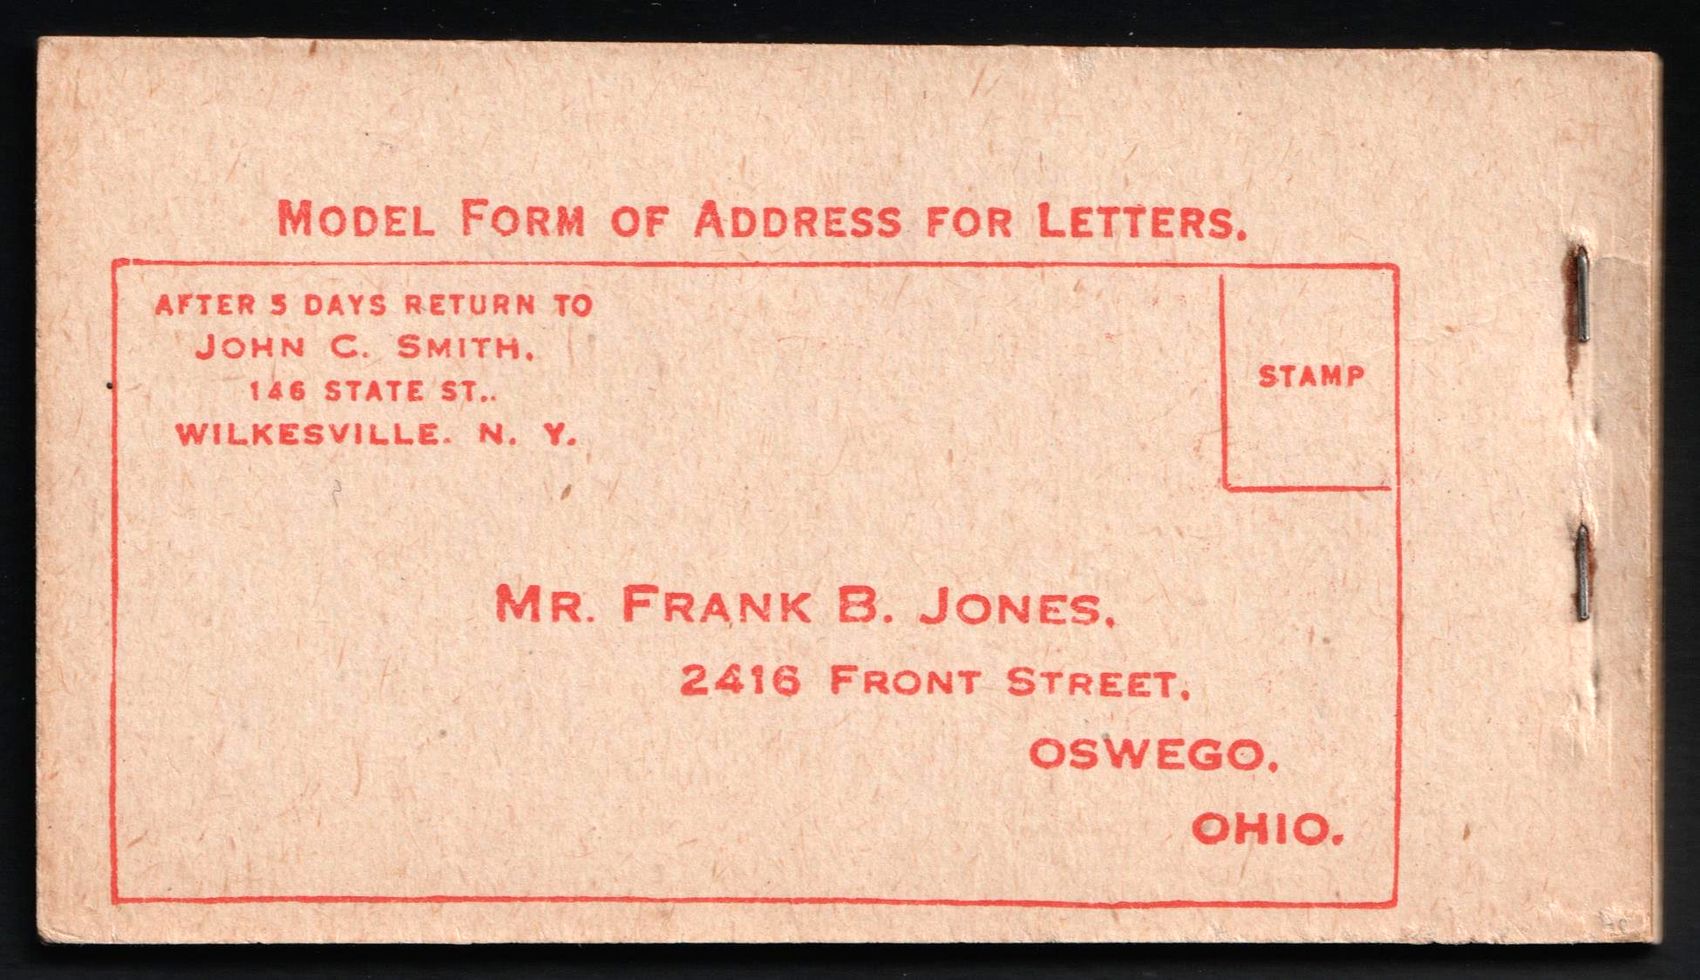 MODEL FORM OF ADDRESS FOR LETTERS.
AFTER 5 DAYS RETURN TO
JOHN C. SMITH,
146 STATE ST.,
WILKESVILLE. N. Y.
STAMP
MR. FRANK B. JONES,
2416 FRONT STREET,
OSWEGO,
OHIO.